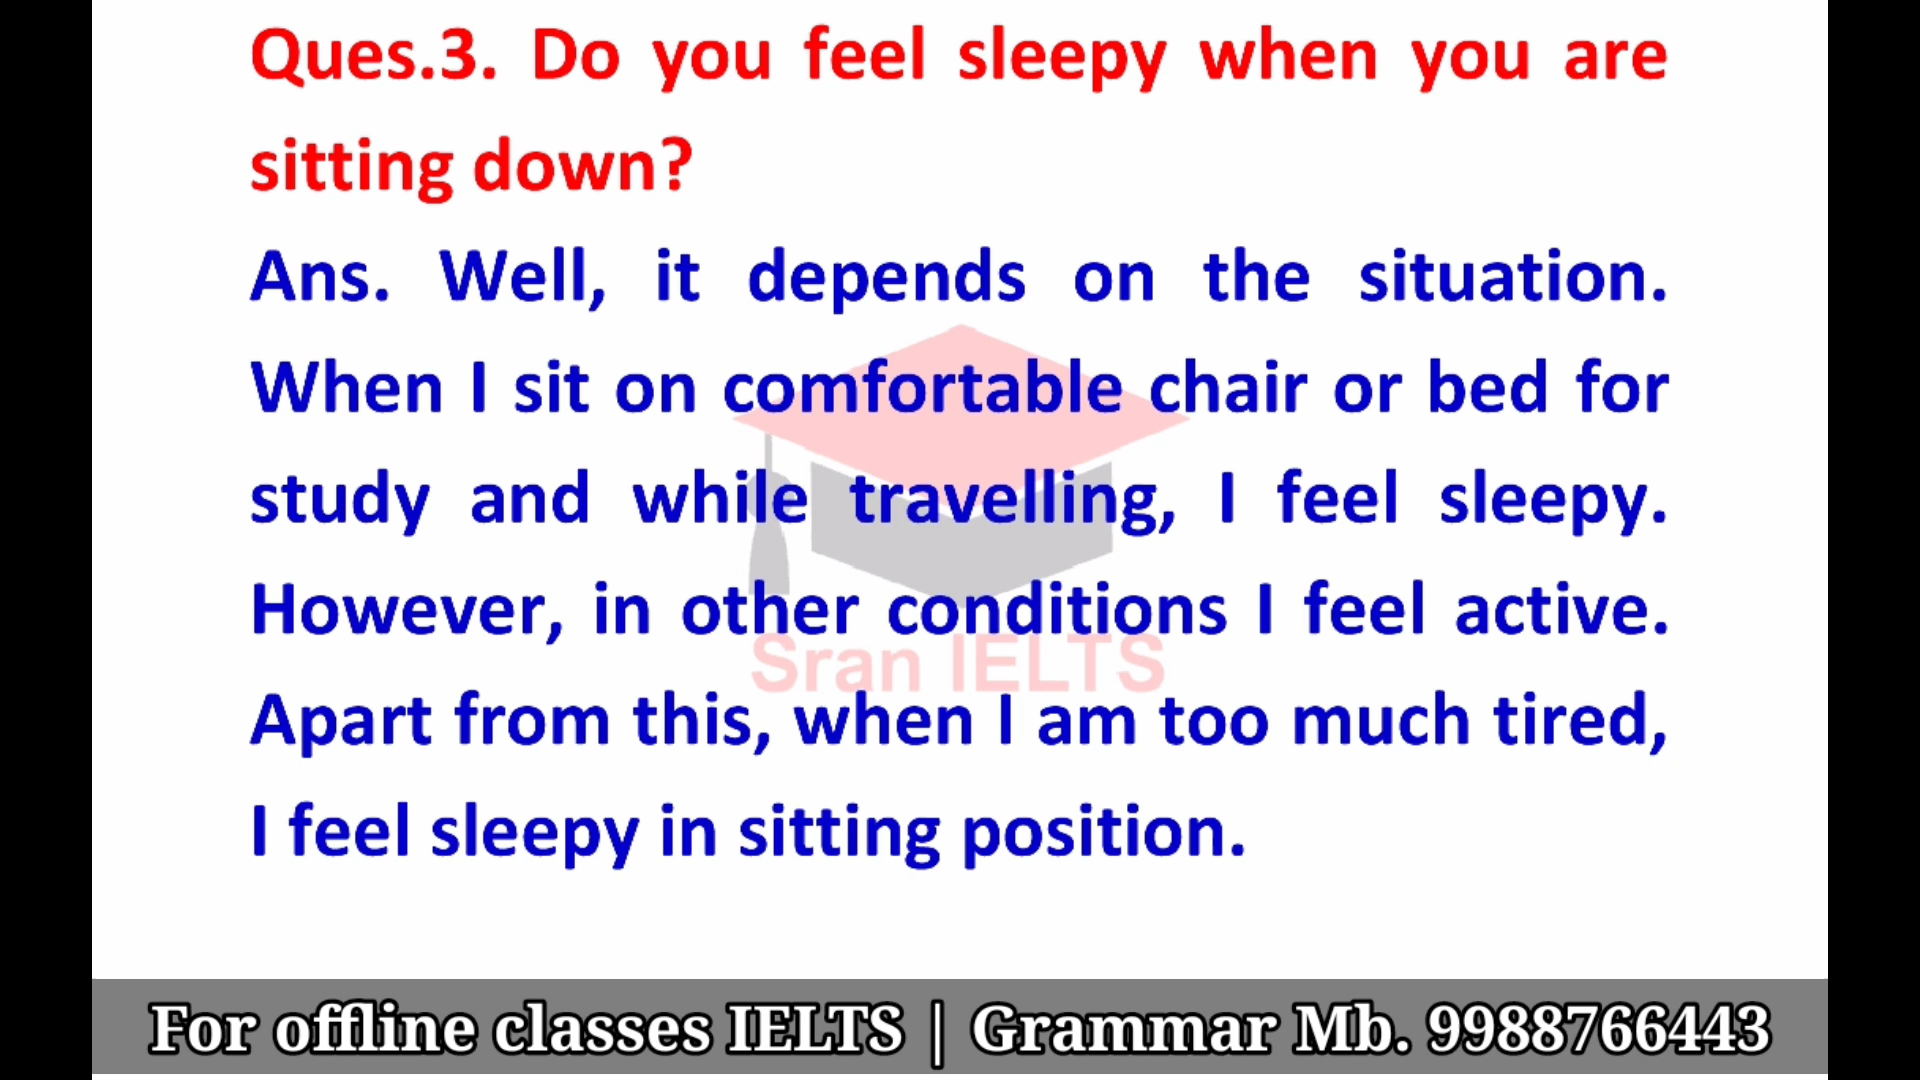 Ques.3. Do you feel sleepy when you are
sitting down?
Ans. Well, it depends on the situation.
When I sit on comfortable chair or bed for
study and while travelling, I feel sleepy.
However, in other conditions I feel active.
Sran IELTS
Apart from this, when I am too much tired,
I feel sleepy in sitting position.
For offline classes IELTS | Grammar Mb. 9988766443